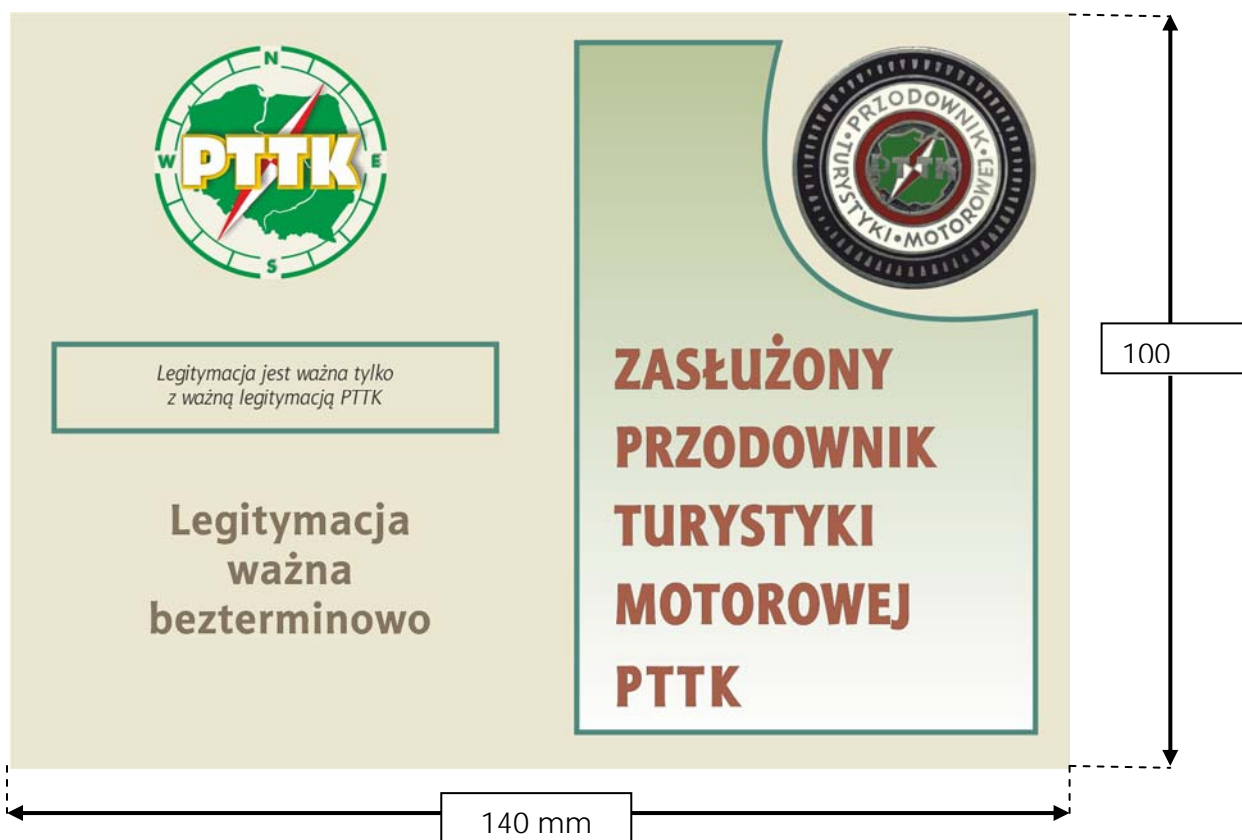 N
W
PTTK
E
S
Legitymacja jest ważna tylko
z ważną legitymacją PTTK
Legitymacja
ważna
bezterminowo
PRZODOWNIK•
•TURYSTYKI•MOTOROWEJ
PTTK
ZASŁUŻONY
PRZODOWNIK
TURYSTYKI
MOTOROWEJ
PTTK
100
140 mm